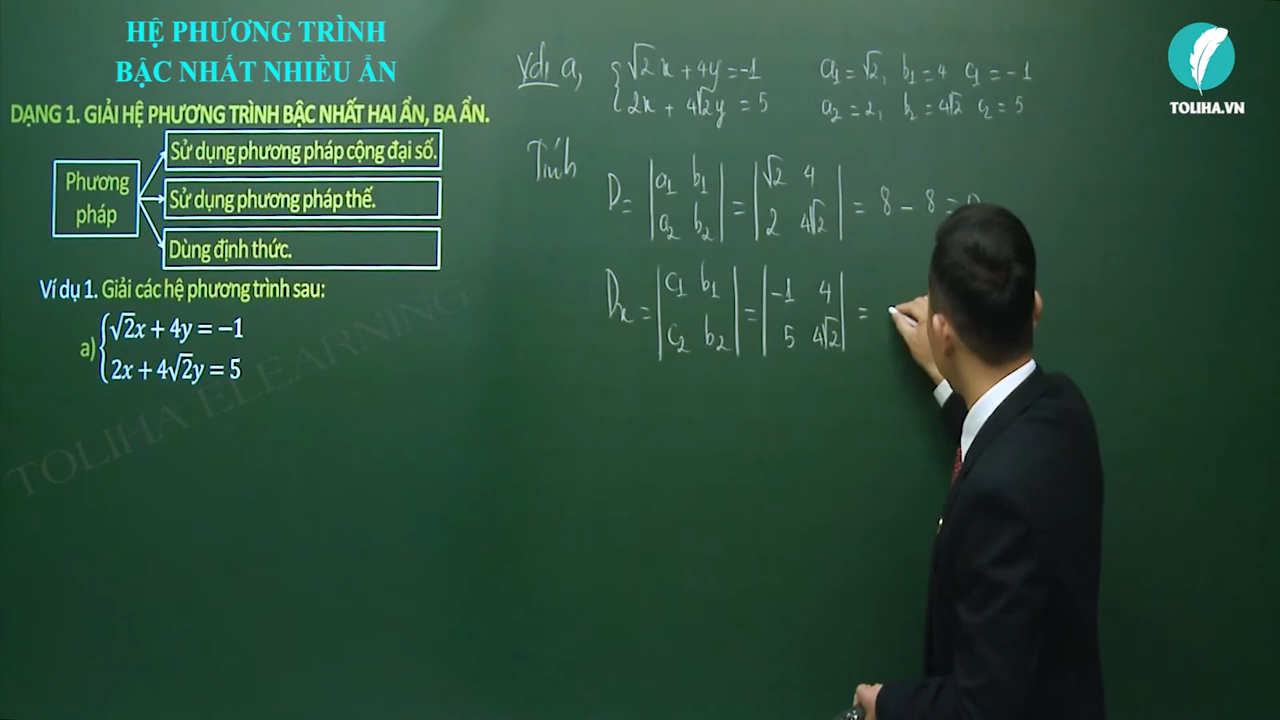 HỆ PHƯƠNG TRÌNH
BẬC NHẤT NHIỀU ẨN
DẠNG 1. GIẢI HỆ PHƯƠNG TRÌNH BẬC NHẤT HAI ẨN, BA ẨN.
Phương
pháp
Sử dụng phương pháp cộng đại số.
Sử dụng phương pháp thế.
Dùng định thức.
Ví dụ 1. Giải các hệ phương trình sau:
a) {√2x + 4y = −1
2x + 4√2y = 5
TOLIHA ELEARNING
Vd1 a, {√2x + 4y = -1
2x + 4√2y = 5
a₁ = √2, b₁ = 4 c₁ = -1
a₂ = 2, b₂ = 4√2 c₂ = 5
Tính
D = |a₁ b₁| = |√2 4| = 8 - 8 =
|a₂ b₂| |2 4√2|
Dx = |c₁ b₁| = |-1 4| =
|c₂ b₂| |5 4√2|
TOLIHA.VN